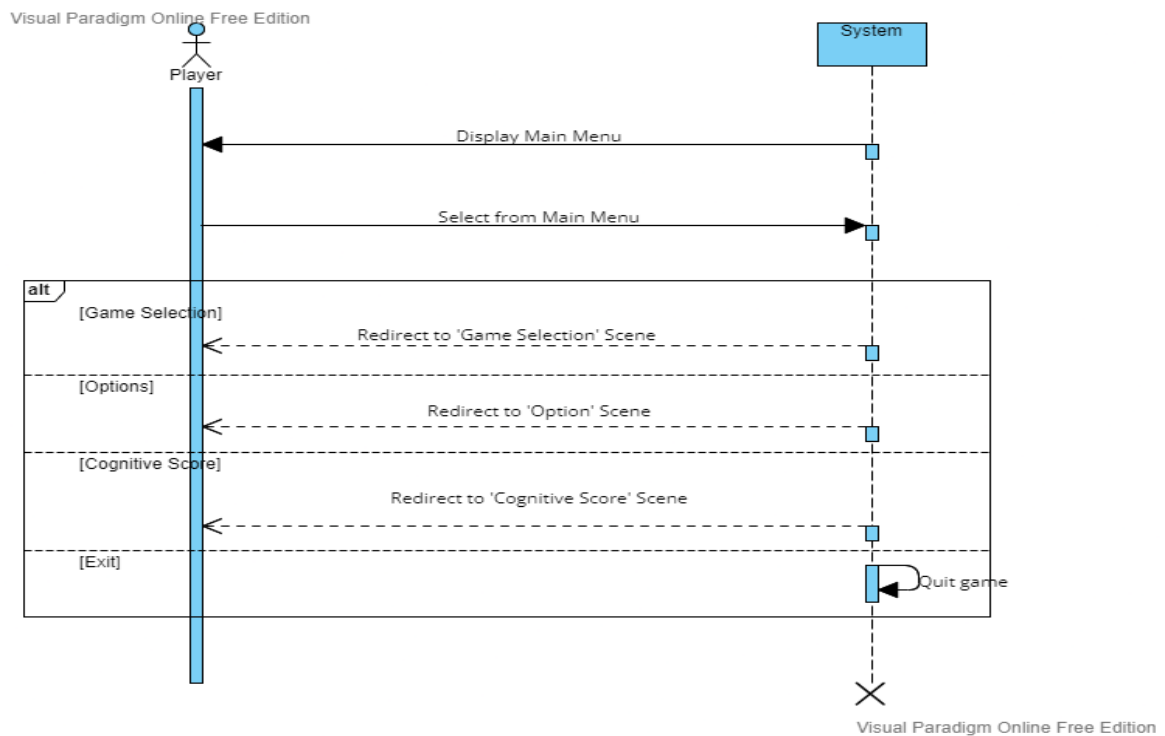 Visual Paradigm Online Free Edition
System
Player
Display Main Menu
Select from Main Menu
alt
[Game Selection]
Redirect to 'Game Selection' Scene
[Options]
Redirect to 'Option' Scene
[Cognitive Score]
Redirect to 'Cognitive Score' Scene
[Exit]
Quit game
Visual Paradigm Online Free Edition